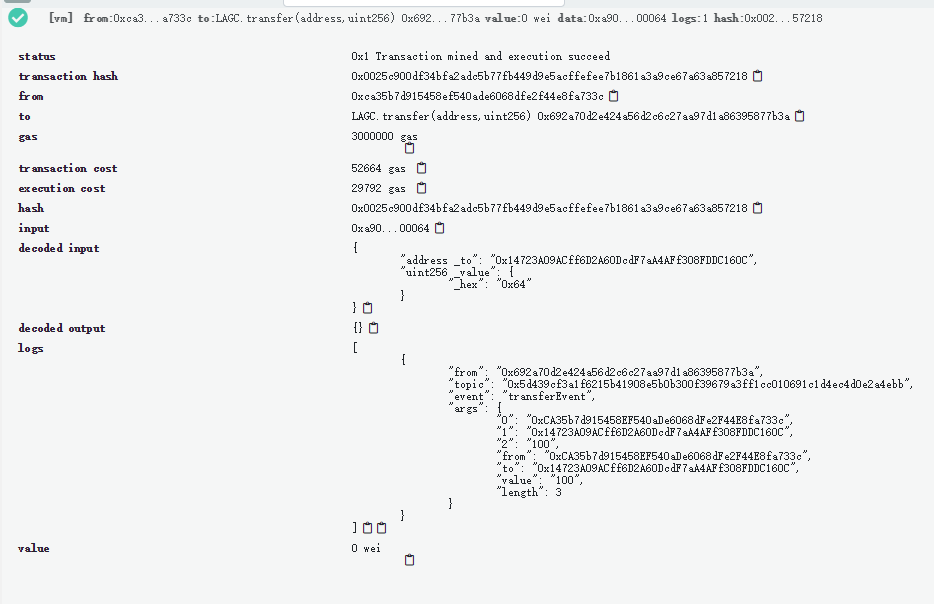 [vm] from:0xca3...a733c to:LAGC.transfer(address,uint256) 0x692...77b3a value:0 wei data:0xa90...00064 logs:1 hash:0x002...57218
status 0x1 Transaction mined and execution succeed
transaction hash 0x0025c900df34bfa2adc5b77fb449d9e5acffefee7b1861a3a9ce67a63a857218
from 0xca35b7d915458ef540ade6068dfe2f44e8fa733c
to LAGC.transfer(address,uint256) 0x692a70d2e424a56d2c6c27aa97d1a86395877b3a
gas 3000000 gas
transaction cost 52664 gas
execution cost 29792 gas
hash 0x0025c900df34bfa2adc5b77fb449d9e5acffefee7b1861a3a9ce67a63a857218
input 0xa90...00064
decoded input {
"address _to": "0x14723A09ACff6D2A60DcdF7aA4AFf308FDDC160C",
"uint256 _value": {
"_hex": "0x64"
}
}
decoded output {}
logs [
{
"from": "0x692a70d2e424a56d2c6c27aa97d1a86395877b3a",
"topic": "0x5d439cf3a1f6215b41908e5b0b300f39679a3ff1cc010691c1d4ec4d0e2a4ebb",
"event": "transferEvent",
"args": {
"0": "0xCA35b7d915458EF540aDe6068dFe2F44E8fa733c",
"1": "0x14723A09ACff6D2A60DcdF7aA4AFf308FDDC160C",
"2": "100",
"from": "0xCA35b7d915458EF540aDe6068dFe2F44E8fa733c",
"to": "0x14723A09ACff6D2A60DcdF7aA4AFf308FDDC160C",
"value": "100",
"length": 3
}
}
]
value 0 wei